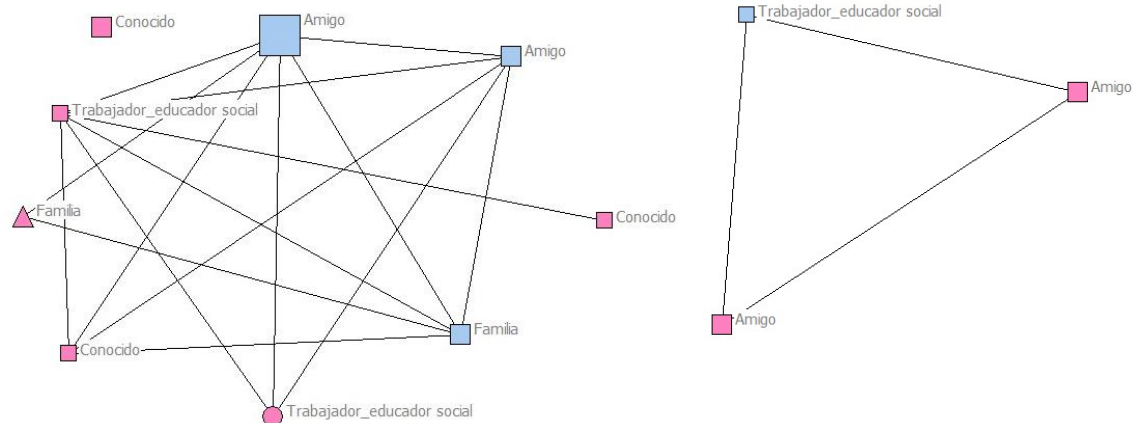 Conocido
Amigo
Amigo
Trabajador_educador social
Familia
Conocido
Familia
Conocido
Trabajador_educador social
Trabajador_educador social
Amigo
Amigo